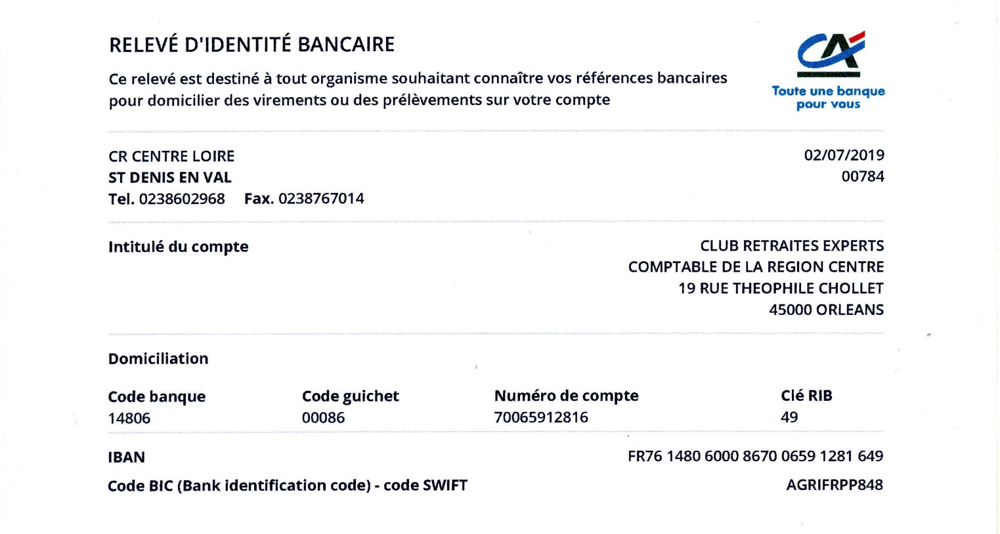 RELEVÉ D'IDENTITÉ BANCAIRE
Ce relevé est destiné à tout organisme souhaitant connaître vos références bancaires
pour domicilier des virements ou des prélèvements sur votre compte
CA
Toute une banque
pour vous
CR CENTRE LOIRE 02/07/2019
ST DENIS EN VAL 00784
Tel. 0238602968 Fax. 0238767014
Intitulé du compte CLUB RETRAITES EXPERTS
COMPTABLE DE LA REGION CENTRE
19 RUE THEOPHILE CHOLLET
45000 ORLEANS
Domiciliation
Code banque Code guichet Numéro de compte Clé RIB
14806 00086 70065912816 49
IBAN FR76 1480 6000 8670 0659 1281 649
Code BIC (Bank identification code) - code SWIFT AGRIFRPP848